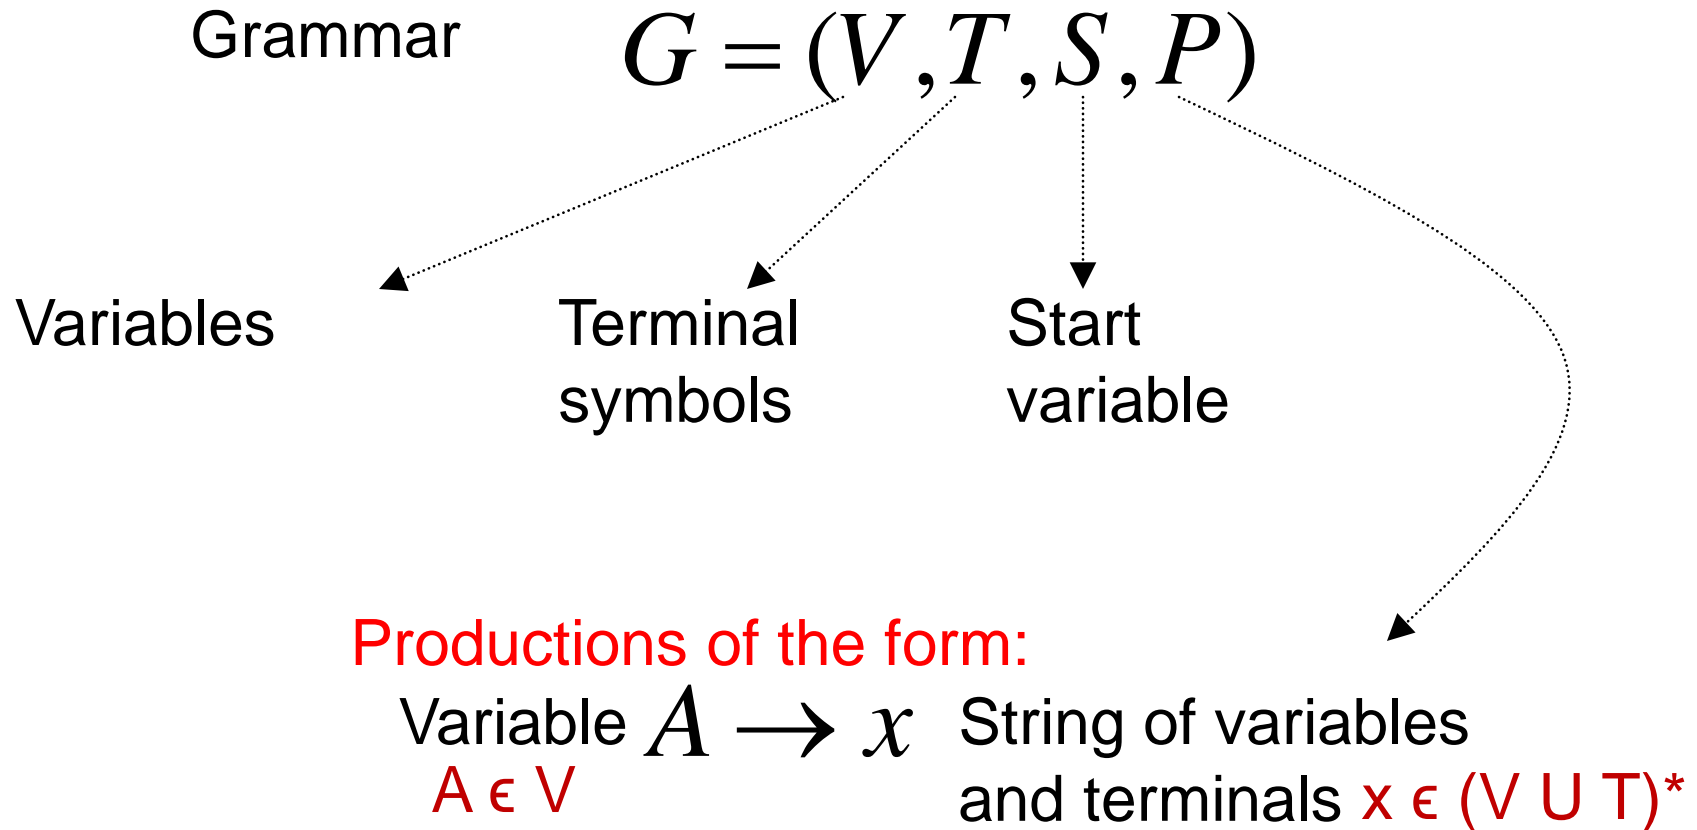 Grammar G = (V , T , S , P)
Variables Terminal Start
symbols variable
Productions of the form:
Variable A → x String of variables
A ϵ V and terminals x ϵ (V U T)*